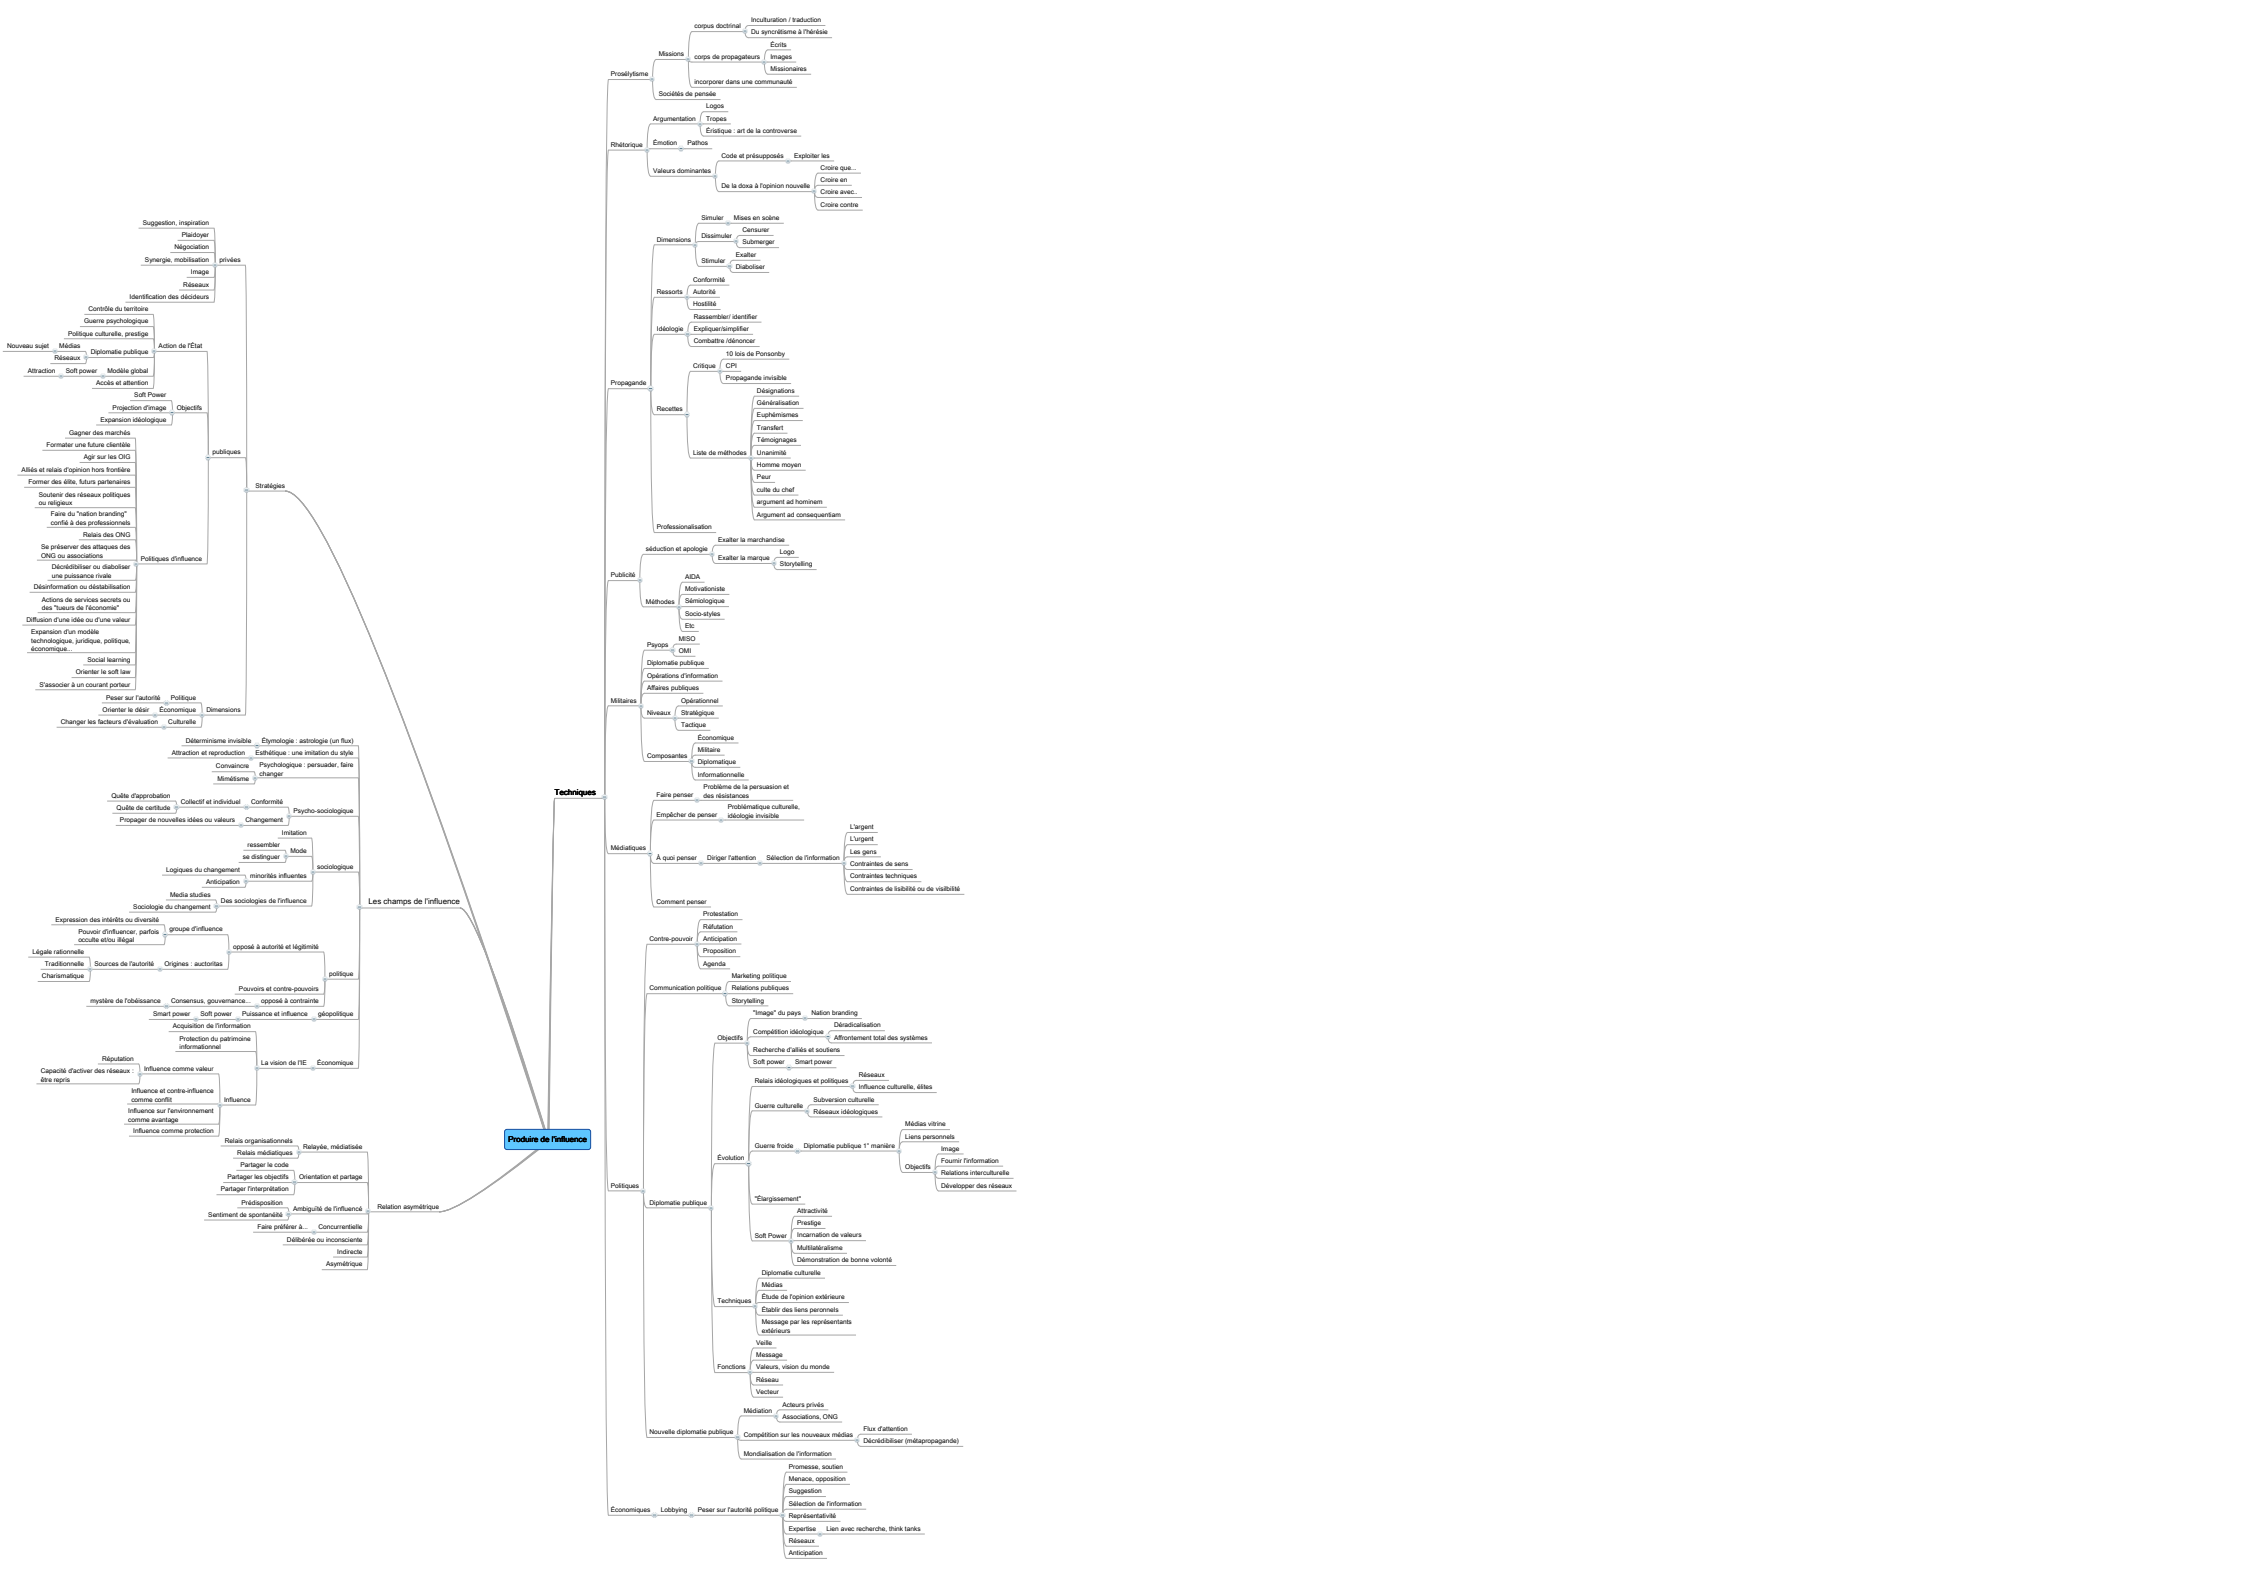 Produire de l'influence
Techniques
Prosélytisme
Missions
corpus doctrinal
Inculturation / traduction
Du syncrétisme à l'hérésie
corps de propagateurs
Écrits
Images
Missionaires
incorporer dans une communauté
Sociétés de pensée
Rhétorique
Argumentation
Logos
Tropes
Éristique : art de la controverse
Émotion
Pathos
Valeurs dominantes
Code et présupposés
Exploiter les
De la doxa à l'opinion nouvelle
Croire que...
Croire en
Croire avec..
Croire contre
Propagande
Dimensions
Simuler
Mises en scène
Dissimuler
Censurer
Submerger
Stimuler
Exalter
Diaboliser
Ressorts
Conformité
Autorité
Hostilité
Idéologie
Rassembler/ identifier
Expliquer/simplifier
Combattre /dénoncer
Recettes
Critique
10 lois de Ponsonby
CPI
Propagande invisible
Liste de méthodes
Désignations
Généralisation
Euphémismes
Transfert
Témoignages
Unanimité
Homme moyen
Peur
culte du chef
argument ad hominem
Argument ad consequentiam
Professionalisation
Publicité
séduction et apologie
Exalter la marchandise
Exalter la marque
Logo
Storytelling
Méthodes
AIDA
Motivationiste
Sémiologique
Socio-styles
Etc
Militaires
Psyops
MISO
OMI
Diplomatie publique
Opérations d'information
Affaires publiques
Niveaux
Opérationnel
Stratégique
Tactique
Composantes
Économique
Militaire
Diplomatique
Informationnelle
Médiatiques
Faire penser
Problème de la persuasion et
des résistances
Empêcher de penser
Problématique culturelle,
idéologie invisible
À quoi penser
Diriger l'attention
Sélection de l'information
L'argent
L'urgent
Les gens
Contraintes de sens
Contraintes techniques
Contraintes de lisibilité ou de visilbilité
Comment penser
Politiques
Contre-pouvoir
Protestation
Réfutation
Anticipation
Proposition
Agenda
Communication politique
Marketing politique
Relations publiques
Storytelling
Diplomatie publique
Objectifs
"Image" du pays
Nation branding
Compétition idéologique
Déradicalisation
Affrontement total des systèmes
Recherche d'alliés et soutiens
Soft power
Smart power
Évolution
Relais idéologiques et politiques
Réseaux
Influence culturelle, élites
Guerre culturelle
Subversion culturelle
Réseaux idéologiques
Guerre froide
Diplomatie publique 1° manière
Médias vitrine
Liens personnels
Objectifs
Image
Fournir l'information
Relations interculturelle
Développer des réseaux
"Élargissement"
Soft Power
Attractivité
Prestige
Incarnation de valeurs
Multilatéralisme
Démonstration de bonne volonté
Techniques
Diplomatie culturelle
Médias
Étude de l'opinion extérieure
Établir des liens peronnels
Message par les représentants
extérieurs
Fonctions
Veille
Message
Valeurs, vision du monde
Réseau
Vecteur
Nouvelle diplomatie publique
Médiation
Acteurs privés
Associations, ONG
Compétition sur les nouveaux médias
Flux d'attention
Décrédibiliser (métapropagande)
Mondialisation de l'information
Économiques
Lobbying
Peser sur l'autorité politique
Promesse, soutien
Menace, opposition
Suggestion
Sélection de l'information
Représentativité
Expertise
Lien avec recherche, think tanks
Réseaux
Anticipation
Stratégies
privées
Suggestion, inspiration
Plaidoyer
Négociation
Synergie, mobilisation
Image
Réseaux
Identification des décideurs
publiques
Action de l'État
Contrôle du territoire
Guerre psychologique
Politique culturelle, prestige
Diplomatie publique
Médias
Nouveau sujet
Réseaux
Modèle global
Soft power
Attraction
Accès et attention
Objectifs
Soft Power
Projection d'image
Expansion idéologique
Politiques d'influence
Gagner des marchés
Formater une future clientèle
Agir sur les OIG
Alliés et relais d'opinion hors frontière
Former des élite, futurs partenaires
Soutenir des réseaux politiques
ou religieux
Faire du "nation branding"
confié à des professionnels
Relais des ONG
Se préserver des attaques des
ONG ou associations
Décrédibiliser ou diaboliser
une puissance rivale
Désinformation ou déstabilisation
Actions de services secrets ou
des "tueurs de l'économie"
Diffusion d'une idée ou d'une valeur
Expansion d'un modèle
technologique, juridique, politique,
économique...
Social learning
Orienter le soft law
S'associer à un courant porteur
Dimensions
Politique
Peser sur l'autorité
Économique
Orienter le désir
Culturelle
Changer les facteurs d'évaluation
Les champs de l'influence
Étymologie : astrologie (un flux)
Déterminisme invisible
Esthétique : une imitation du style
Attraction et reproduction
Psychologique : persuader, faire
changer
Convaincre
Mimétisme
Psycho-sociologique
Conformité
Collectif et individuel
Quête d'approbation
Quête de certitude
Changement
Propager de nouvelles idées ou valeurs
sociologique
Imitation
Mode
ressembler
se distinguer
minorités influentes
Logiques du changement
Anticipation
Des sociologies de l'influence
Media studies
Sociologie du changement
politique
opposé à autorité et légitimité
groupe d'influence
Expression des intérêts ou diversité
Pouvoir d'influencer, parfois
occulte et/ou illégal
Origines : auctoritas
Sources de l'autorité
Légale rationnelle
Traditionnelle
Charismatique
Pouvoirs et contre-pouvoirs
opposé à contrainte
Consensus, gouvernance...
mystère de l'obéissance
géopolitique
Puissance et influence
Soft power
Smart power
Économique
La vision de l'IE
Acquisition de l'information
Protection du patrimoine
informationnel
Influence
Influence comme valeur
Réputation
Capacité d'activer des réseaux :
être repris
Influence et contre-influence
comme conflit
Influence sur l'environnement
comme avantage
Influence comme protection
Relation asymétrique
Relayée, médiatisée
Relais organisationnels
Relais médiatiques
Orientation et partage
Partager le code
Partager les objectifs
Partager l'interprétation
Ambiguïté de l'influencé
Prédisposition
Sentiment de spontanéité
Concurrentielle
Faire préférer à...
Délibérée ou inconsciente
Indirecte
Asymétrique